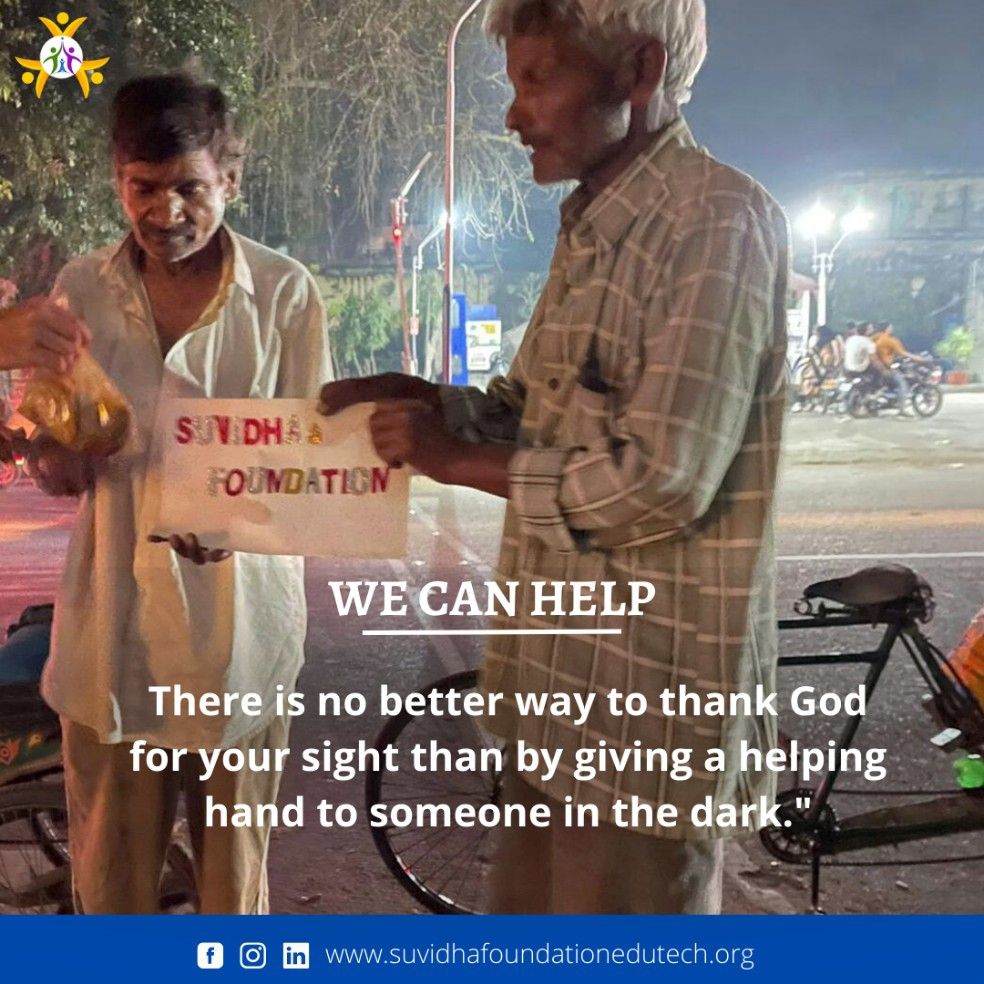 SUVIDHA
FOUNDATION
WE CAN HELP
There is no better way to thank God
for your sight than by giving a helping
hand to someone in the dark."
www.suvidhafoundationedutech.org